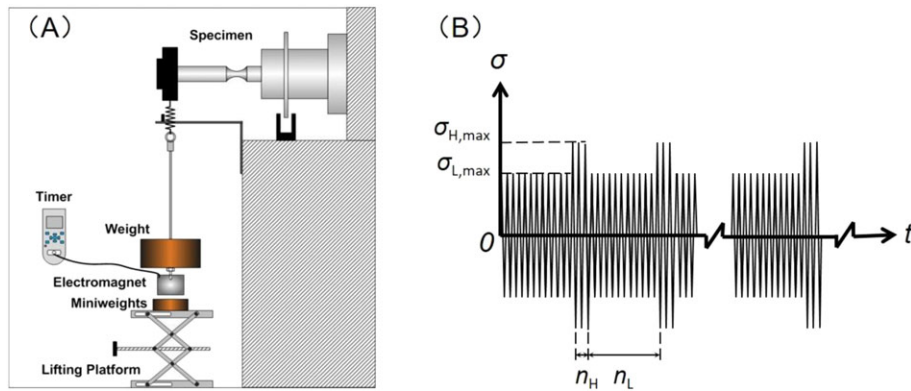 (A)
Specimen
Timer
Weight
Electromagnet
Miniweights
Lifting Platform
(B)
σ
σH,max
σL,max
0
t
nH
nL